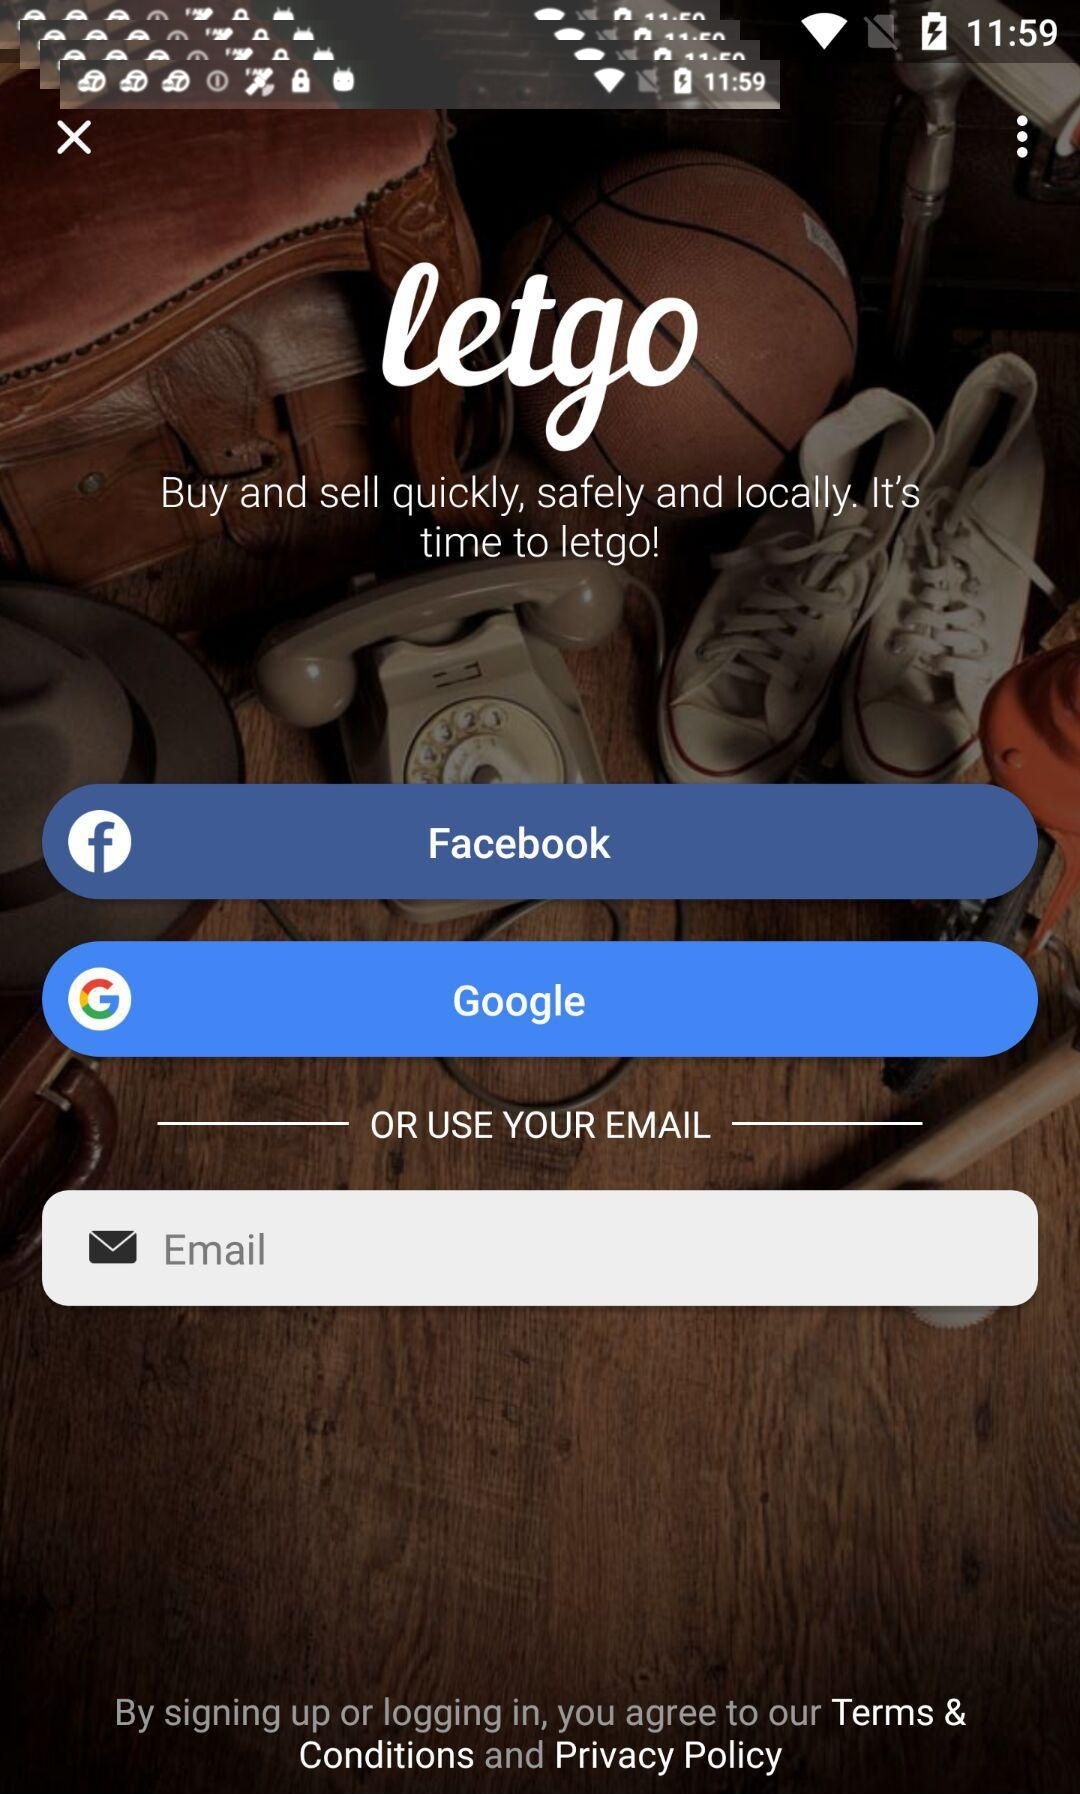 11:59
11:59
letgo
Buy and sell quickly, safely and locally. It’s
time to letgo!
Facebook
Google
OR USE YOUR EMAIL
Email
By signing up or logging in, you agree to our Terms &
Conditions and Privacy Policy